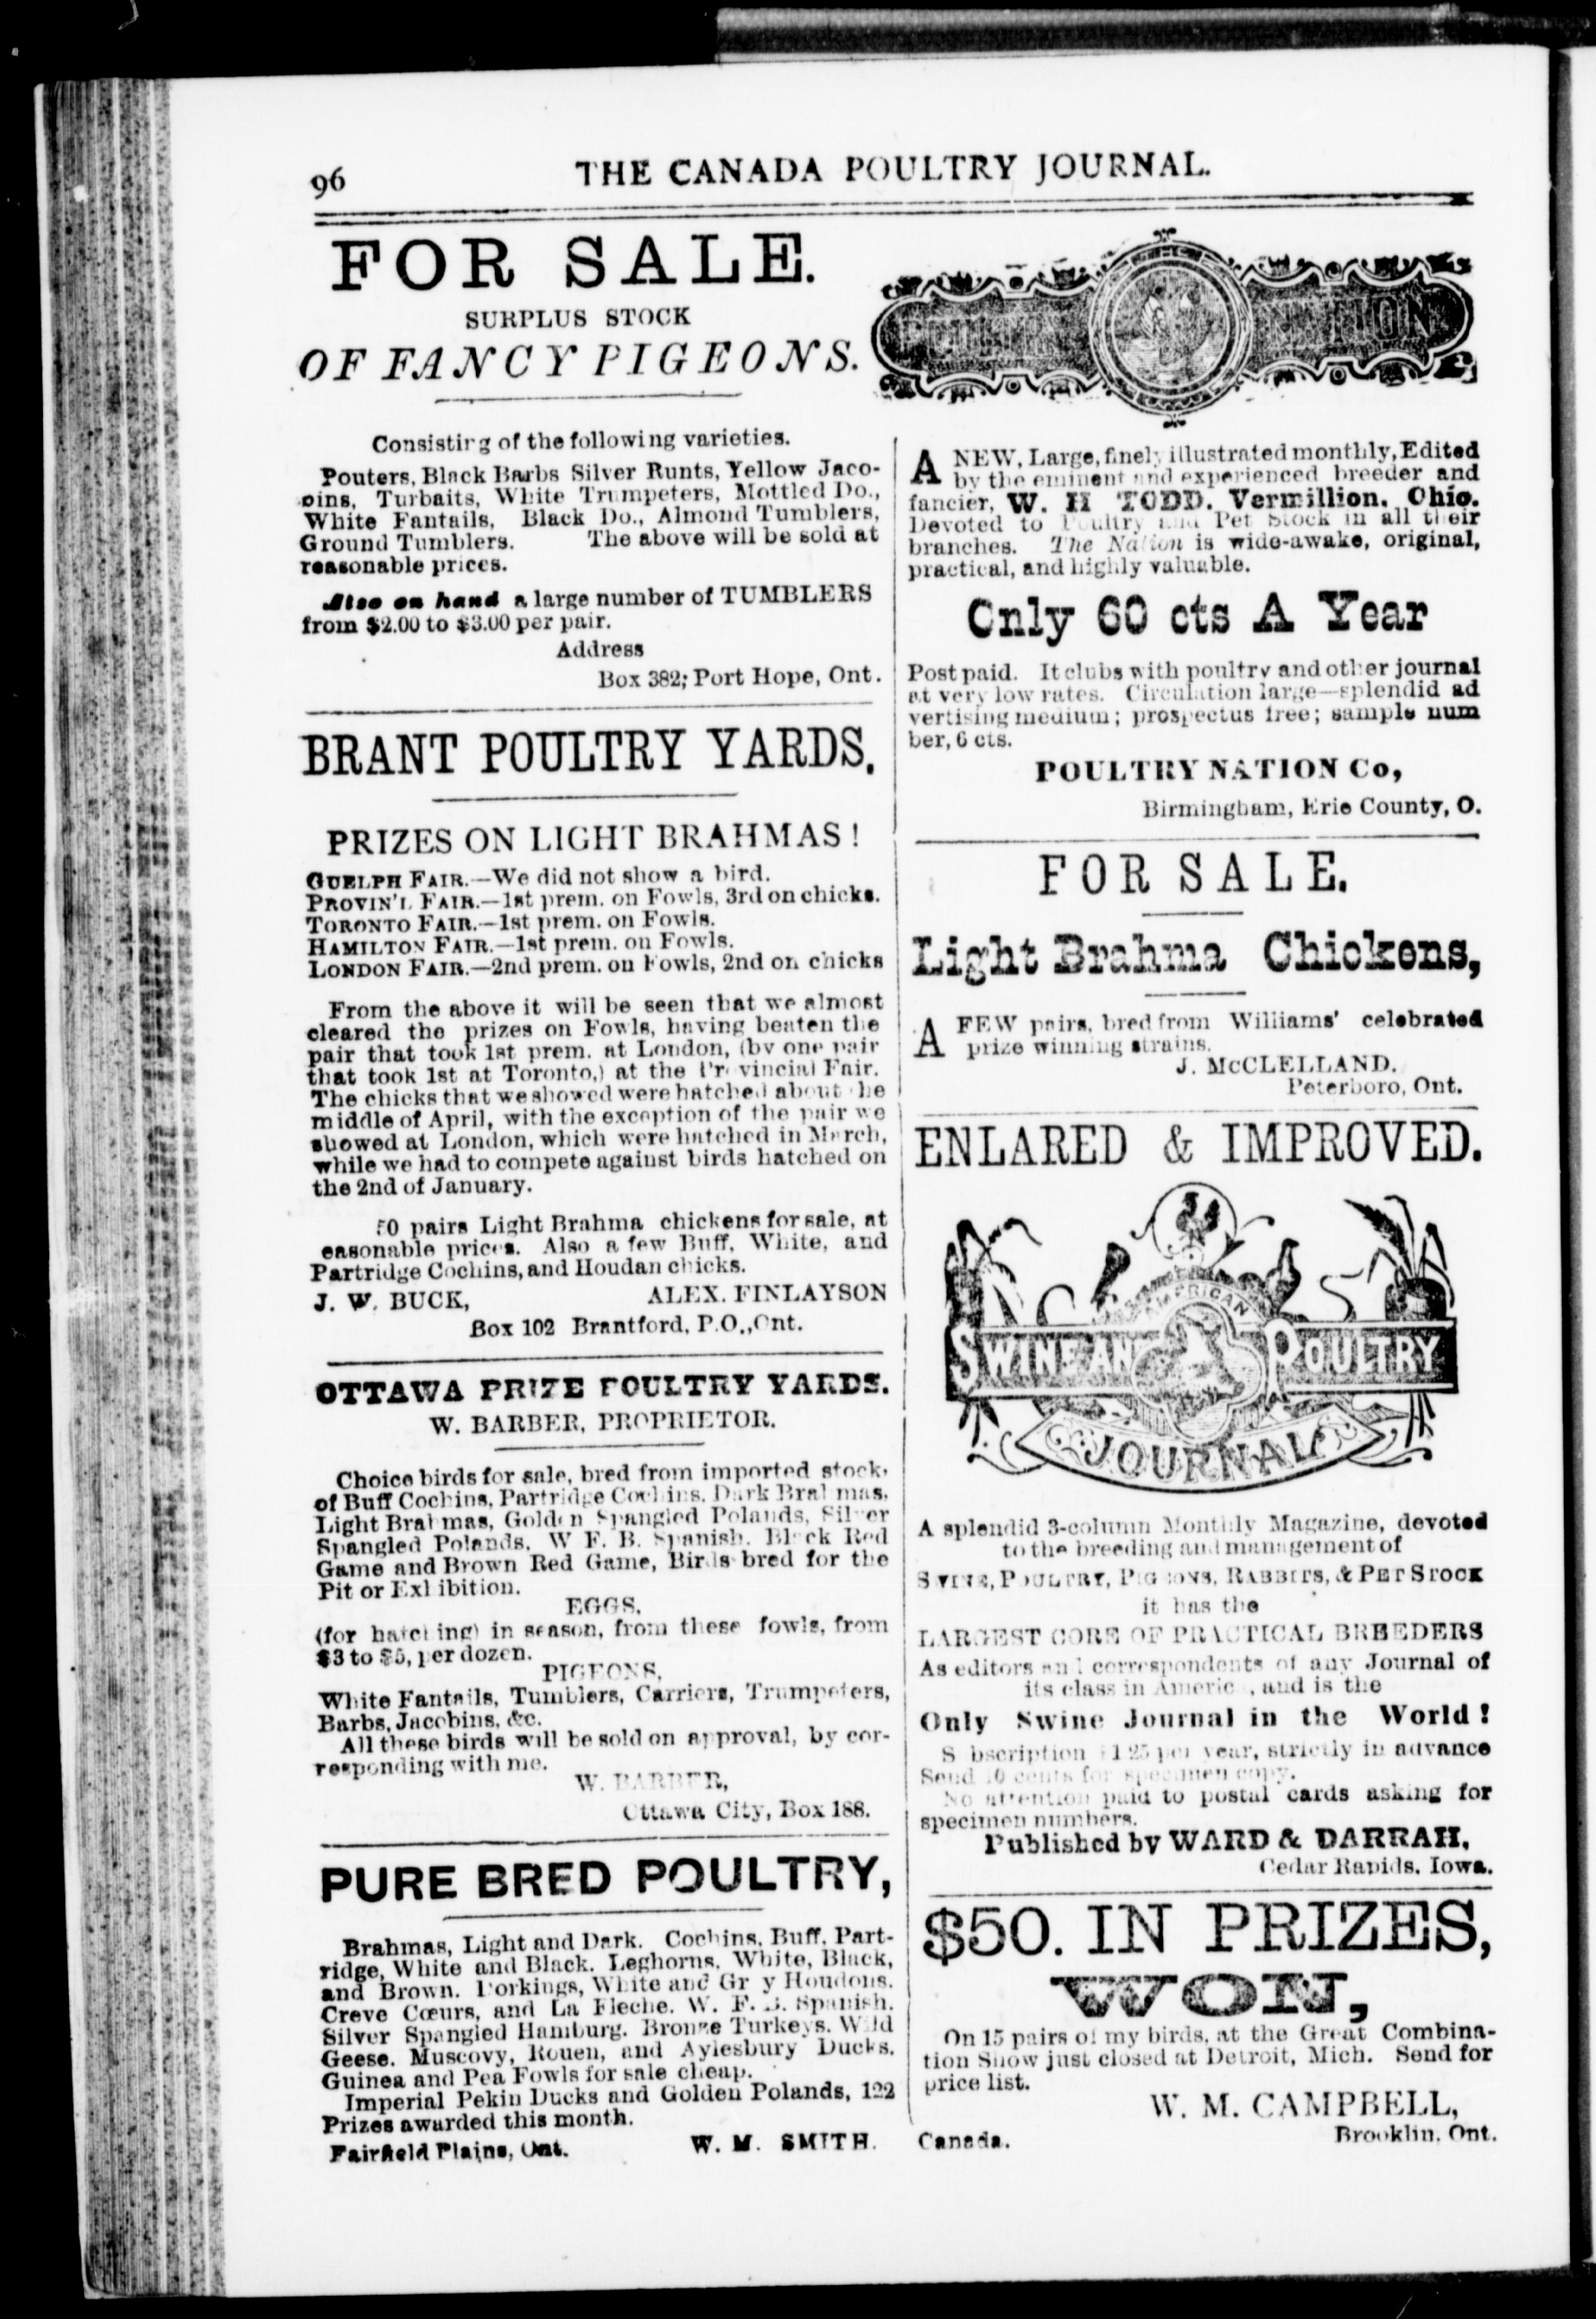 96
THE CANADA POULTRY JOURNAL.
FOR SALE.
SURPLUS STOCK
OF FANCY PIGEONS.
Consisting of the following varieties.
Pouters, Black Barbs Silver Runts, Yellow Jaco-
oins, Turbaits, White Trumpeters, Mottled Do.,
White Fantails, Black Do., Almond Tumblers,
Ground Tumblers. The above will be sold at
reasonable prices.
Also on hand a large number of TUMBLERS
from $2.00 to $3.00 per pair.
Address
Box 382; Port Hope, Ont.
BRANT POULTRY YARDS.
PRIZES ON LIGHT BRAHMAS!
GUELPH FAIR.—We did not show a bird.
PROVIN'L FAIR.—1st prem. on Fowls, 3rd on chicks.
TORONTO FAIR.—1st prem. on Fowls.
HAMILTON FAIR.—1st prem. on Fowls.
LONDON FAIR.—2nd prem. on Fowls, 2nd on chicks
From the above it will be seen that we almost
cleared the prizes on Fowls, having beaten the
pair that took 1st prem. at London, (by one pair
that took 1st at Toronto,) at the Provincial Fair.
The chicks that we showed were hatched about the
middle of April, with the exception of the pair we
showed at London, which were hatched in March,
while we had to compete against birds hatched on
the 2nd of January.
50 pairs Light Brahma chickens for sale, at
easonable prices. Also a few Buff, White, and
Partridge Cochins, and Houdan chicks.
J. W. BUCK, ALEX. FINLAYSON
Box 102 Brantford, P.O., Ont.
OTTAWA PRIZE POULTRY YARDS.
W. BARBER, PROPRIETOR.
Choice birds for sale, bred from imported stock,
of Buff Cochins, Partridge Cochins, Dark Brahmas,
Light Brahmas, Golden Spangled Polands, Silver
Spangled Polands, W F. B. Spanish, Black Red
Game and Brown Red Game, Birds bred for the
Pit or Exhibition.
EGGS,
(for hatching) in season, from these fowls, from
$3 to $5, per dozen.
PIGEONS,
White Fantails, Tumblers, Carriers, Trumpeters,
Barbs, Jacobins, &c.
All these birds will be sold on approval, by cor-
responding with me.
W. BARBER,
Ottawa City, Box 188.
PURE BRED POULTRY,
Brahmas, Light and Dark. Cochins, Buff, Part-
ridge, White and Black. Leghorns, White, Black,
and Brown. Dorkings, White and Gr y Houdons.
Creve Cœurs, and La Fleche. W. F. B. Spanish.
Silver Spangled Hamburg. Bronze Turkeys. Wild
Geese. Muscovy, Rouen, and Aylesbury Ducks.
Guinea and Pea Fowls for sale cheap.
Imperial Pekin Ducks and Golden Polands, 122
Prizes awarded this month.
Fairfield Plains, Ont. W. M. SMITH.
POULTRY NATION
A NEW, Large, finely illustrated monthly, Edited
by the eminent and experienced breeder and
fancier, W. H TODD. Vermillion. Ohio.
Devoted to Poultry and Pet Stock in all their
branches. The Nation is wide-awake, original,
practical, and highly valuable.
Only 60 cts A Year
Postpaid. It clubs with poultry and other journal
at very low rates. Circulation large—splendid ad
vertising medium; prospectus free; sample num
ber, 6 cts.
POULTRY NATION Co,
Birmingham, Erie County, O.
FOR SALE.
Light Brahma Chickens,
A FEW pairs, bred from Williams' celebrated
prize winning strains.
J. McCLELLAND.
Peterboro, Ont.
ENLARED & IMPROVED.
AMERICAN
SWINE AND POULTRY
JOURNAL
A splendid 3-column Monthly Magazine, devoted
to the breeding and management of
SWINE, POULTRY, PIGEONS, RABBITS, & PET STOCK
it has the
LARGEST CORE OF PRACTICAL BREEDERS
As editors and correspondents of any Journal of
its class in Americ , and is the
Only Swine Journal in the World!
S bscription $1 25 per year, strictly in advance
Send 10 cents for specimen copy.
No attention paid to postal cards asking for
specimen numbers.
Published by WARD & DARRAH,
Cedar Rapids, Iowa.
$50. IN PRIZES,
WON,
On 15 pairs of my birds, at the Great Combina-
tion Show just closed at Detroit, Mich. Send for
price list.
W. M. CAMPBELL,
Brooklin, Ont.
Canada.